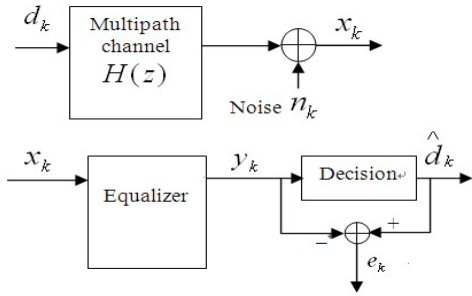 d_k
Multipath
channel
H(z)
x_k
Noise n_k
x_k
Equalizer
y_k
Decision↵
d̂_k
−
+
e_k